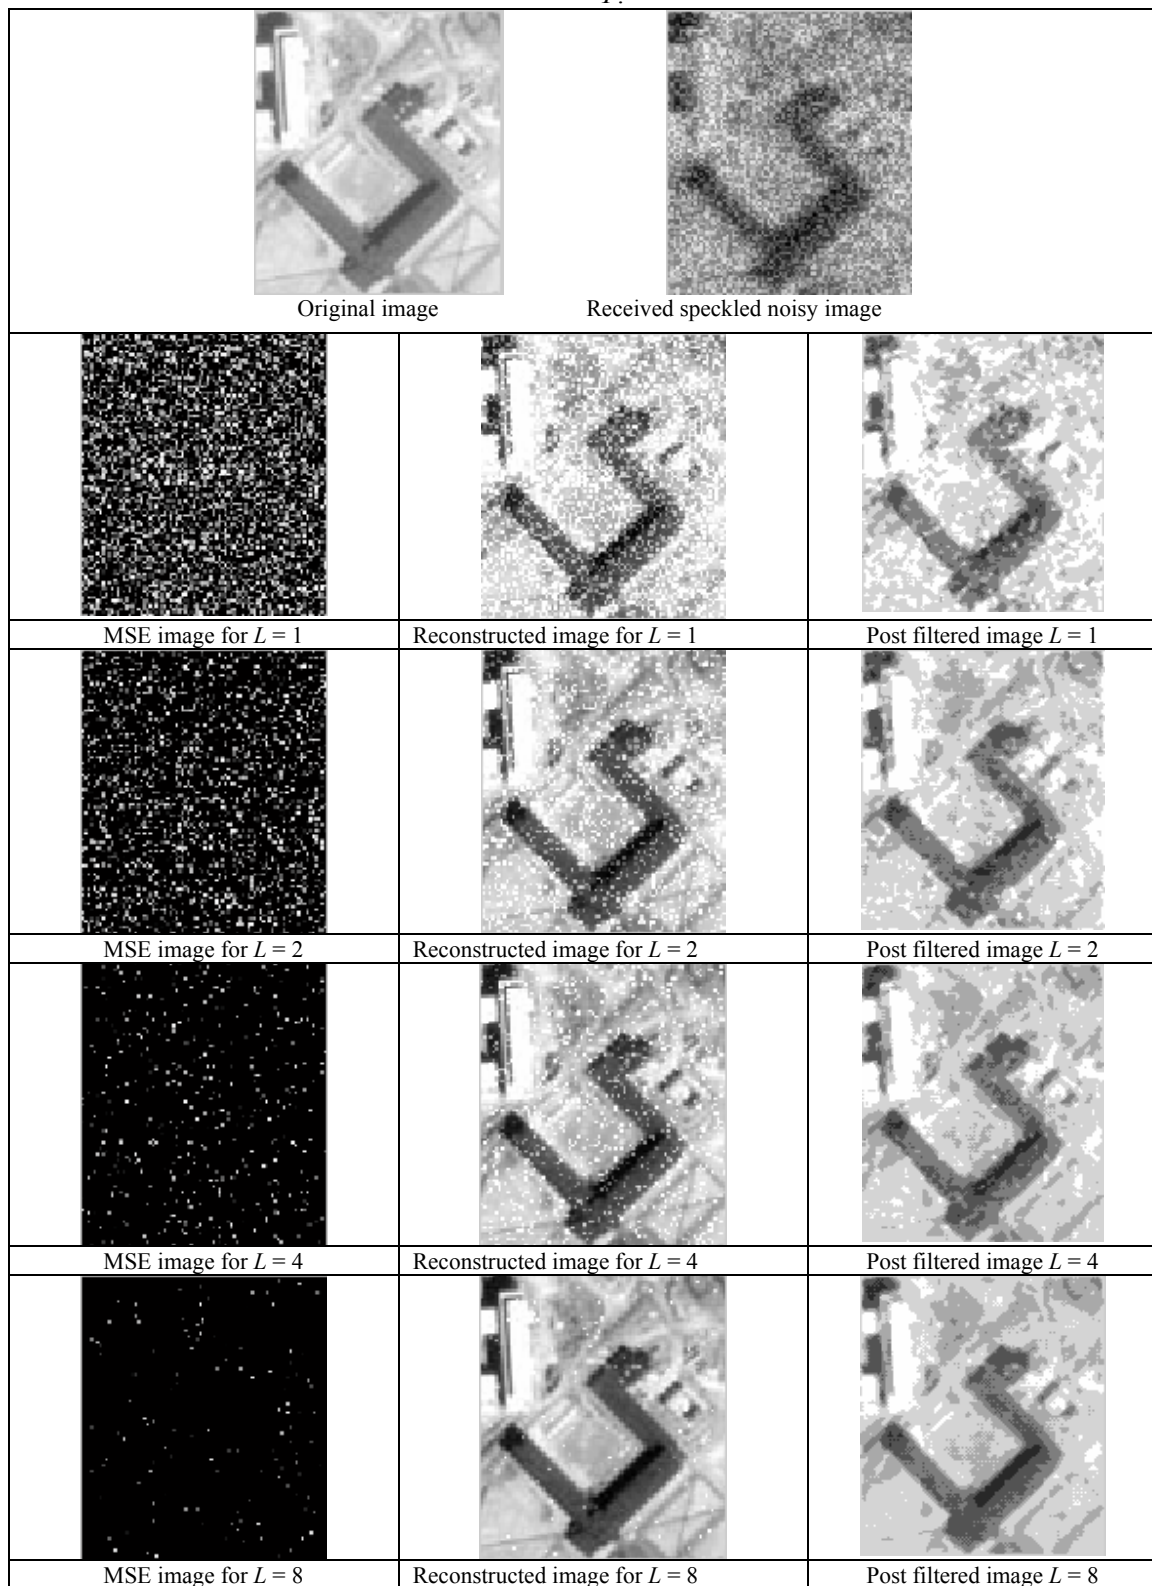 Original image
Received speckled noisy image
MSE image for L = 1
Reconstructed image for L = 1
Post filtered image L = 1
MSE image for L = 2
Reconstructed image for L = 2
Post filtered image L = 2
MSE image for L = 4
Reconstructed image for L = 4
Post filtered image L = 4
MSE image for L = 8
Reconstructed image for L = 8
Post filtered image L = 8